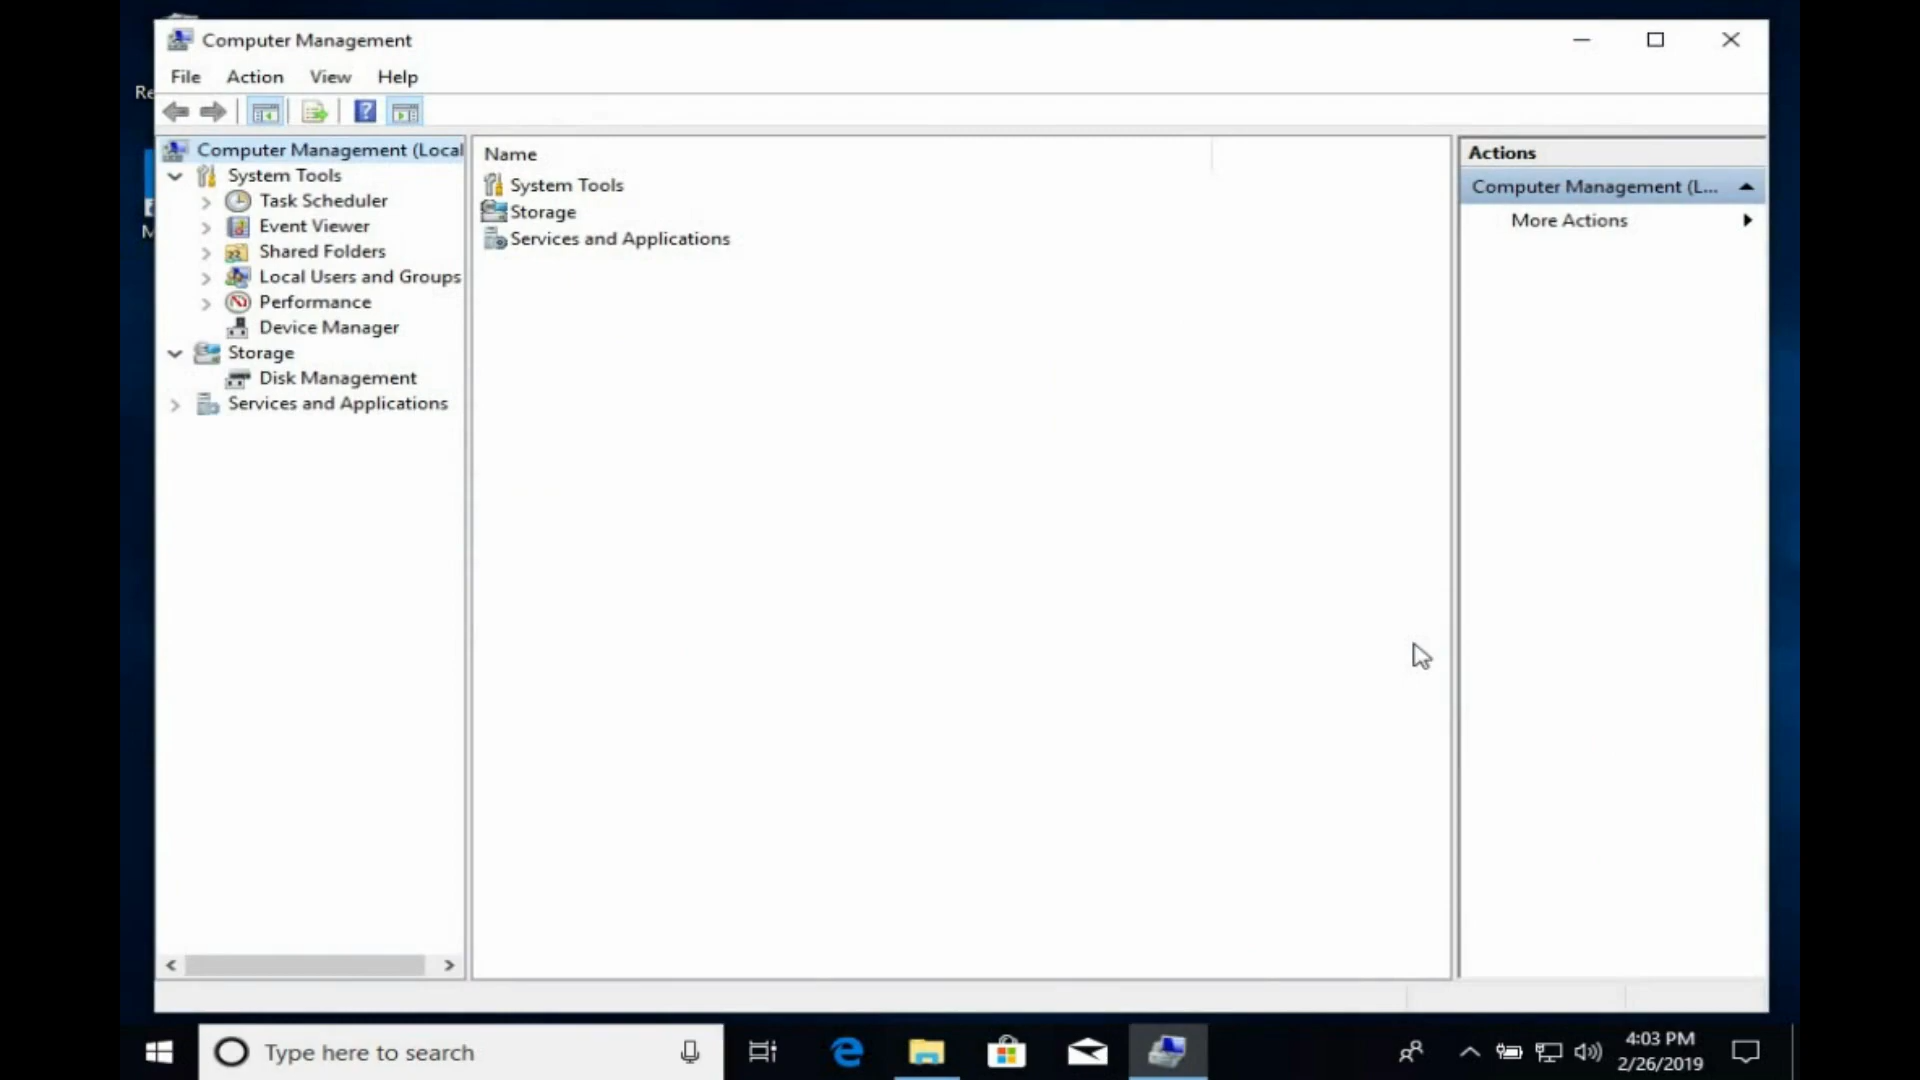 Computer Management
File Action View Help
Re
Computer Management (Local
System Tools
Task Scheduler
Event Viewer
Shared Folders
Local Users and Groups
Performance
Device Manager
Storage
Disk Management
Services and Applications
Name
System Tools
Storage
Services and Applications
Actions
Computer Management (L...
More Actions
Type here to search
4:03 PM
2/26/2019